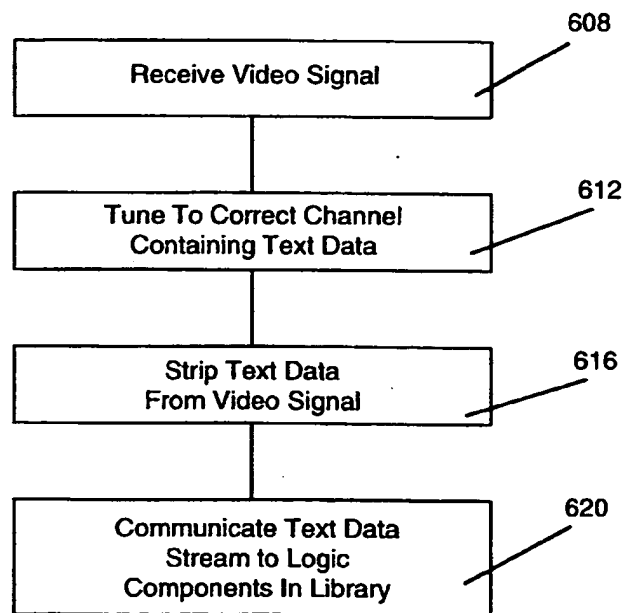 608
Receive Video Signal
612
Tune To Correct Channel
Containing Text Data
616
Strip Text Data
From Video Signal
620
Communicate Text Data
Stream to Logic
Components In Library